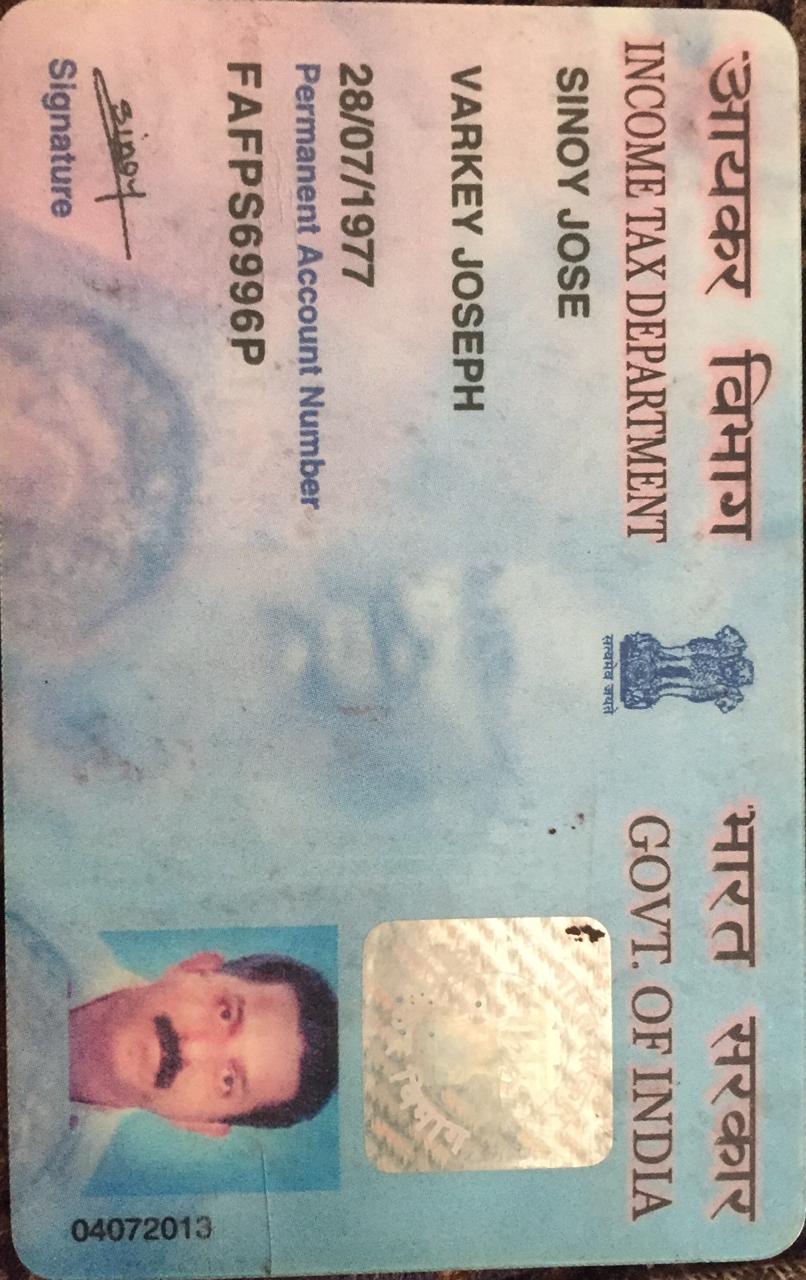 आयकर विभाग
INCOME TAX DEPARTMENT
सत्यमेव जयते
भारत सरकार
GOVT. OF INDIA
SINOY JOSE
VARKEY JOSEPH
28/07/1977
Permanent Account Number
FAFPS6996P
Sinoy
Signature
विभाग
04072013